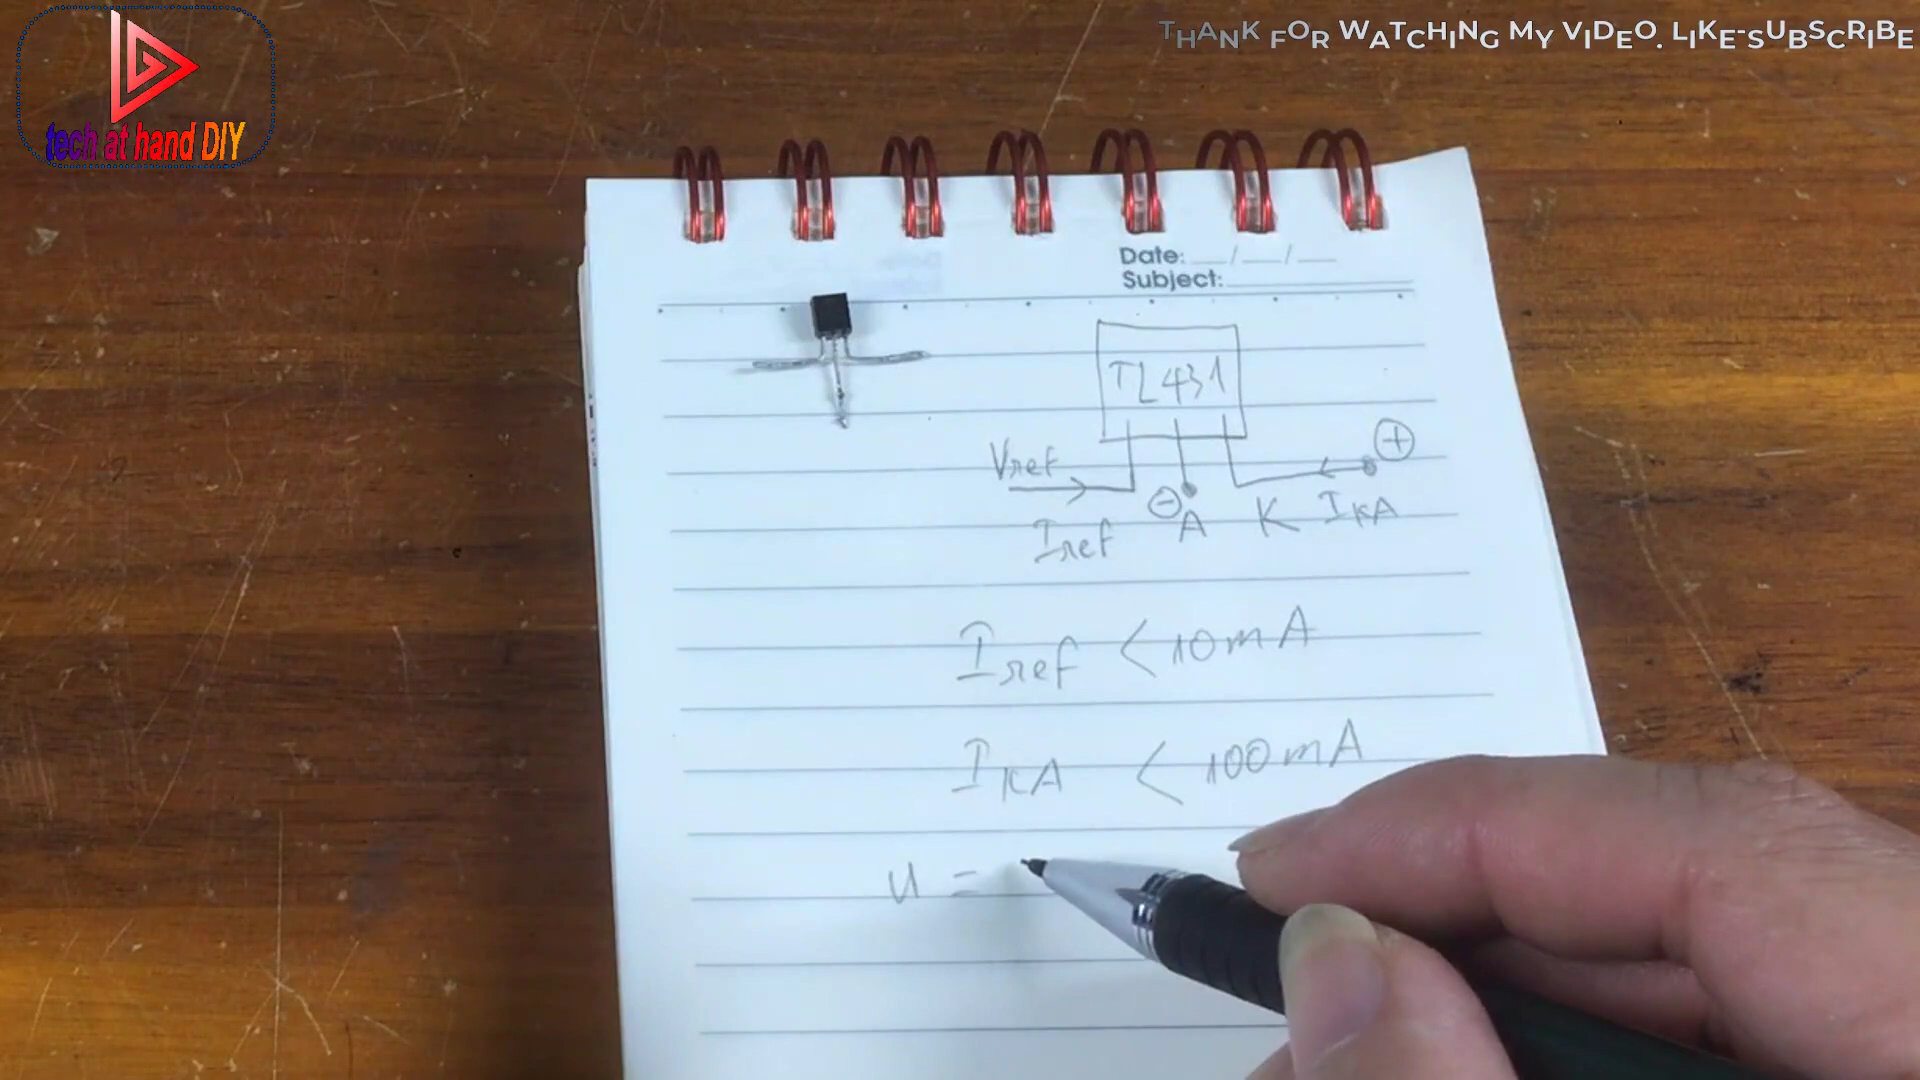 THANK FOR WATCHING MY VIDEO. LIKE-SUBSCRIBE
tech at hand DIY
Date: __/__/__
Subject:
TL431
Vref
+
-
Iref
A
K
IKA
Iref < 10mA
IKA < 100mA
U =